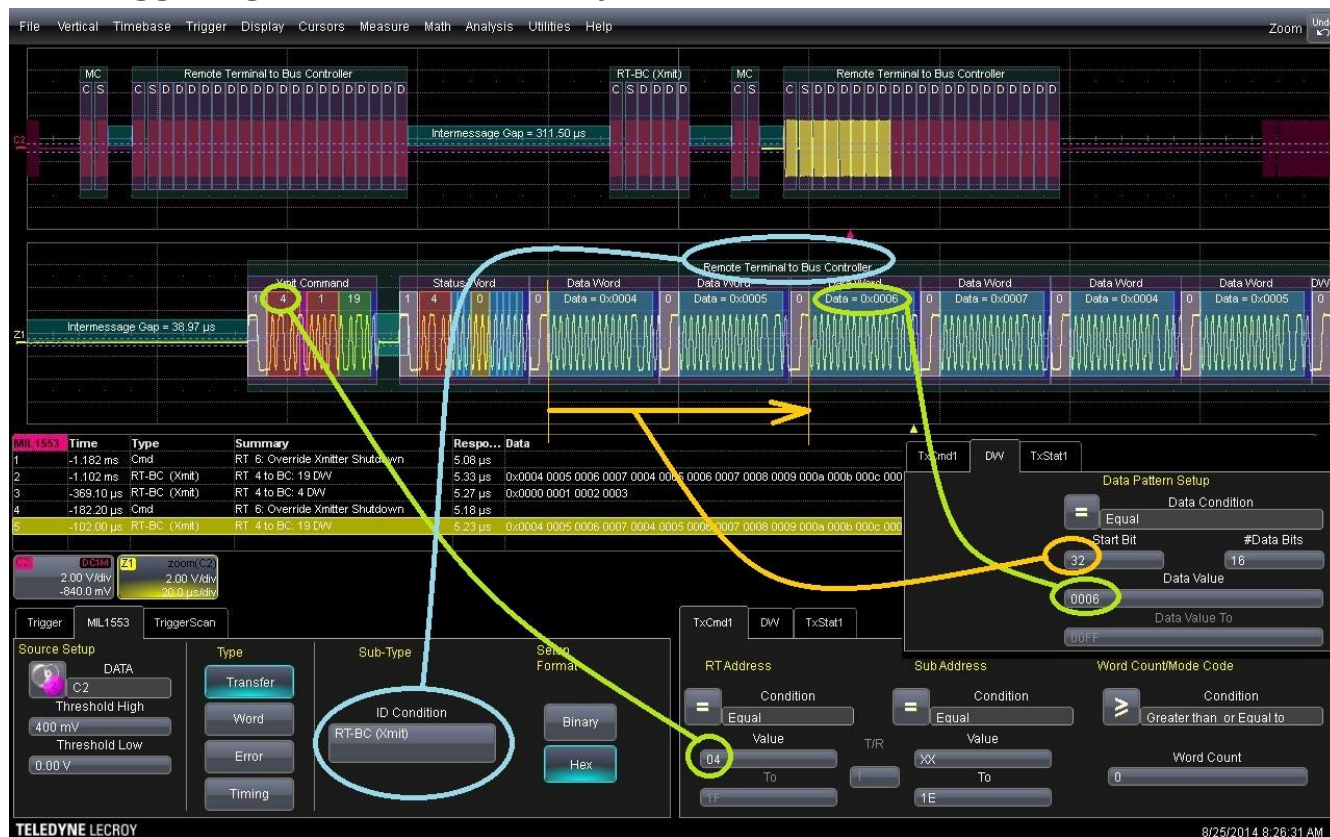 File Vertical Timebase Trigger Display Cursors Measure Math Analysis Utilities Help Zoom
MC Remote Terminal to Bus Controller RT-BC (Xmit) MC Remote Terminal to Bus Controller
C S C S D D D D D D D D D D D D D D D D D D D C S D D D D C S C S D D D D D D D D D D D D D D D D D D D
C2 Intermessage Gap = 311.50 µs
Remote Terminal to Bus Controller
Xmit Command Status Word Data Word Data Word Data Word Data Word Data Word Data Word DW
1 4 1 19 1 4 0 0 Data = 0x0004 0 Data = 0x0005 0 Data = 0x0006 0 Data = 0x0007 0 Data = 0x0004 0 Data = 0x0005 0
Z1 Intermessage Gap = 38.97 µs
MIL1553 Time Type Summary Respo... Data
1 -1.182 ms Cmd RT 6: Override Xmitter Shutdown 5.08 µs
2 -1.102 ms RT-BC (Xmit) RT 4 to BC: 19 DW 5.33 µs 0x0004 0005 0006 0007 0004 0005 0006 0007 0008 0009 000a 000b 000c
3 -369.10 µs RT-BC (Xmit) RT 4 to BC: 4 DW 5.27 µs 0x0000 0001 0002 0003
4 -182.20 µs Cmd RT 6: Override Xmitter Shutdown 5.18 µs
5 -102.00 µs RT-BC (Xmit) RT 4 to BC: 19 DW 5.23 µs 0x0004 0005 0006 0007 0004 0005 0006 0007 0008 0009 000a 000b 000c
TxCmd1 DW TxStat1
Data Pattern Setup
Data Condition
= Equal
Start Bit #Data Bits
32 16
Data Value
0006
Data Value To
00FF
C2 DC1M Z1 zoom(C2)
2.00 V/div 2.00 V/div
-840.0 mV 20.0 µs/div
Trigger MIL1553 TriggerScan
Source Setup Type Sub-Type Setup
Format
DATA
C2
Threshold High
400 mV
Threshold Low
0.00 V
Transfer
Word
Error
Timing
ID Condition
RT-BC (Xmit)
Binary
Hex
TxCmd1 DW TxStat1
RT Address Sub Address Word Count/Mode Code
Condition Condition Condition
= Equal = Equal ≥ Greater than or Equal to
Value T/R Value Word Count
04 1 XX 0
To To
1F 1E
TELEDYNE LECROY 8/25/2014 8:26:31 AM